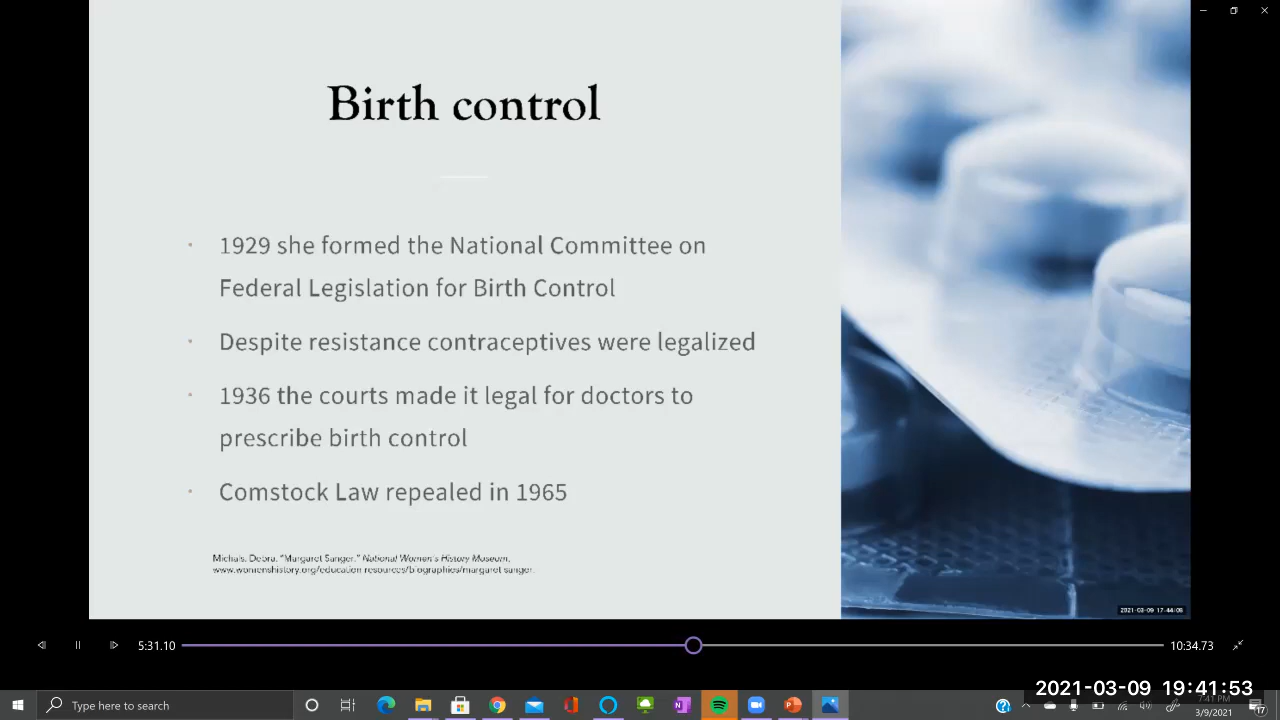 Birth control
1929 she formed the National Committee on
Federal Legislation for Birth Control
Despite resistance contraceptives were legalized
1936 the courts made it legal for doctors to
prescribe birth control
Comstock Law repealed in 1965
Michals, Debra. "Margaret Sanger." National Women's History Museum,
www.womenshistory.org/education-resources/biographies/margaret-sanger.
2021-03-09 17:44:08
5:31.10
10:34.73
2021-03-09 19:41:53
Type here to search
7:41 PM
3/9/2021
17